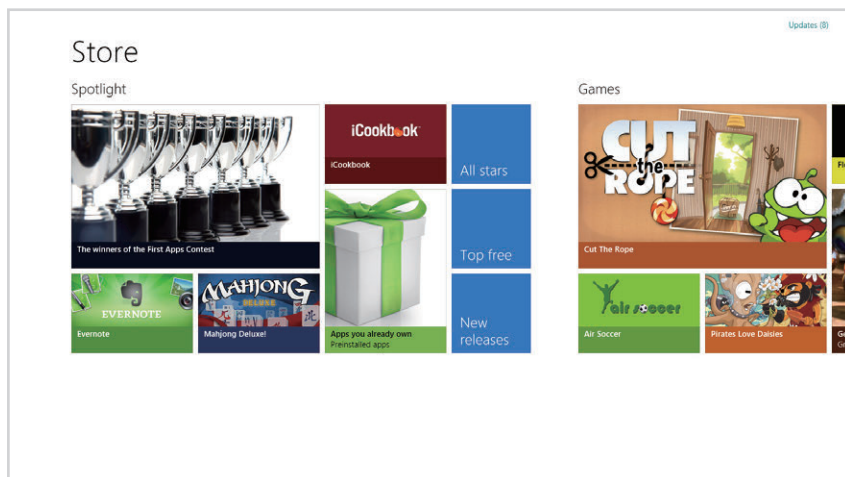 Updates (8)
Store
Spotlight
The winners of the First Apps Contest
iCookbook
iCookbook
All stars
Top free
New
releases
EVERNOTE
Evernote
MAHJONG
DELUXE
Mahjong Deluxe!
Apps you already own
Preinstalled apps
Games
CUT
the
ROPE
Cut The Rope
air soccer
Air Soccer
Pirates Love Daisies